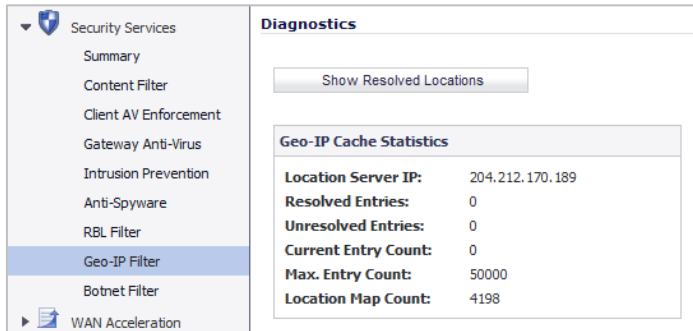 Security Services
Summary
Content Filter
Client AV Enforcement
Gateway Anti-Virus
Intrusion Prevention
Anti-Spyware
RBL Filter
Geo-IP Filter
Botnet Filter
WAN Acceleration
Diagnostics
Show Resolved Locations
Geo-IP Cache Statistics
Location Server IP: 204.212.170.189
Resolved Entries: 0
Unresolved Entries: 0
Current Entry Count: 0
Max. Entry Count: 50000
Location Map Count: 4198